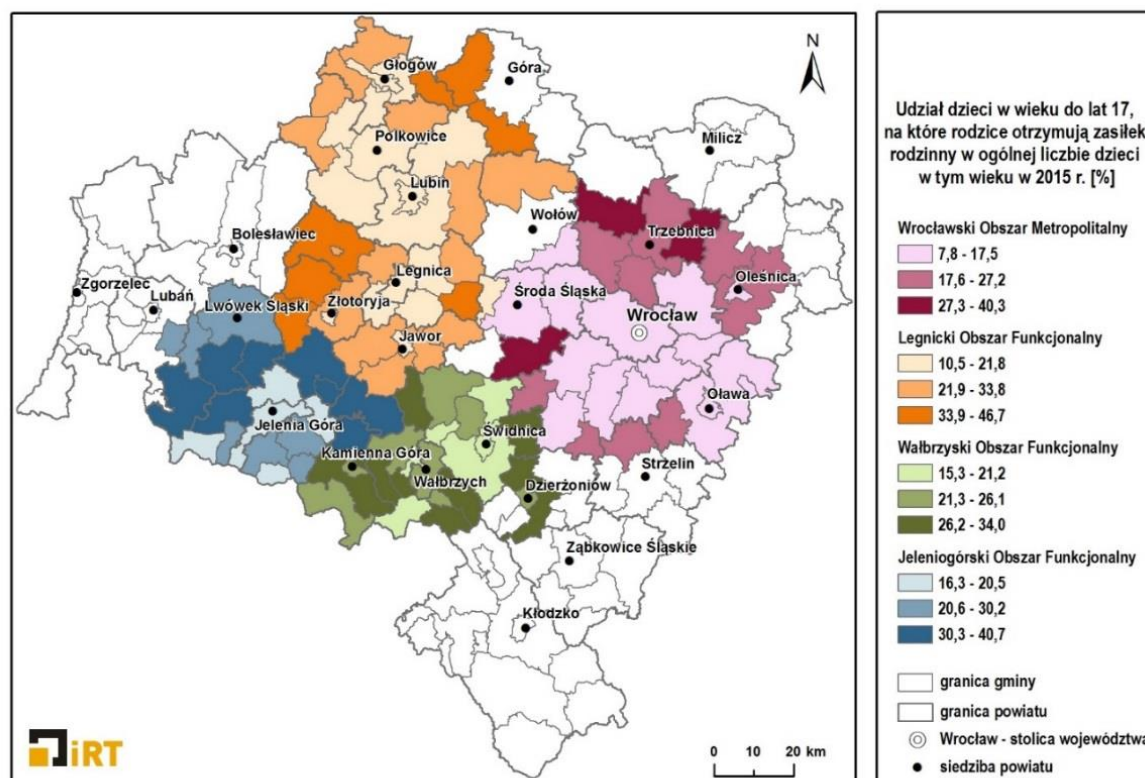 N
Głogów
Góra
Polkowice
Milicz
Lubin
Wołów
Trzebnica
Bolesławiec
Zgorzelec
Legnica
Oleśnica
Lubań
Lwówek Śląski
Złotoryja
Środa Śląska
Wrocław
Jawor
Oława
Jelenia Góra
Świdnica
Kamienna Góra
Wałbrzych
Strzelin
Dzierżoniów
Ząbkowice Śląskie
Kłodzko
iRT
0 10 20 km
Udział dzieci w wieku do lat 17,
na które rodzice otrzymują zasiłek
rodzinny w ogólnej liczbie dzieci
w tym wieku w 2015 r. [%]
Wrocławski Obszar Metropolitalny
7,8 - 17,5
17,6 - 27,2
27,3 - 40,3
Legnicki Obszar Funkcjonalny
10,5 - 21,8
21,9 - 33,8
33,9 - 46,7
Wałbrzyski Obszar Funkcjonalny
15,3 - 21,2
21,3 - 26,1
26,2 - 34,0
Jeleniogórski Obszar Funkcjonalny
16,3 - 20,5
20,6 - 30,2
30,3 - 40,7
granica gminy
granica powiatu
Wrocław - stolica województwa
siedziba powiatu